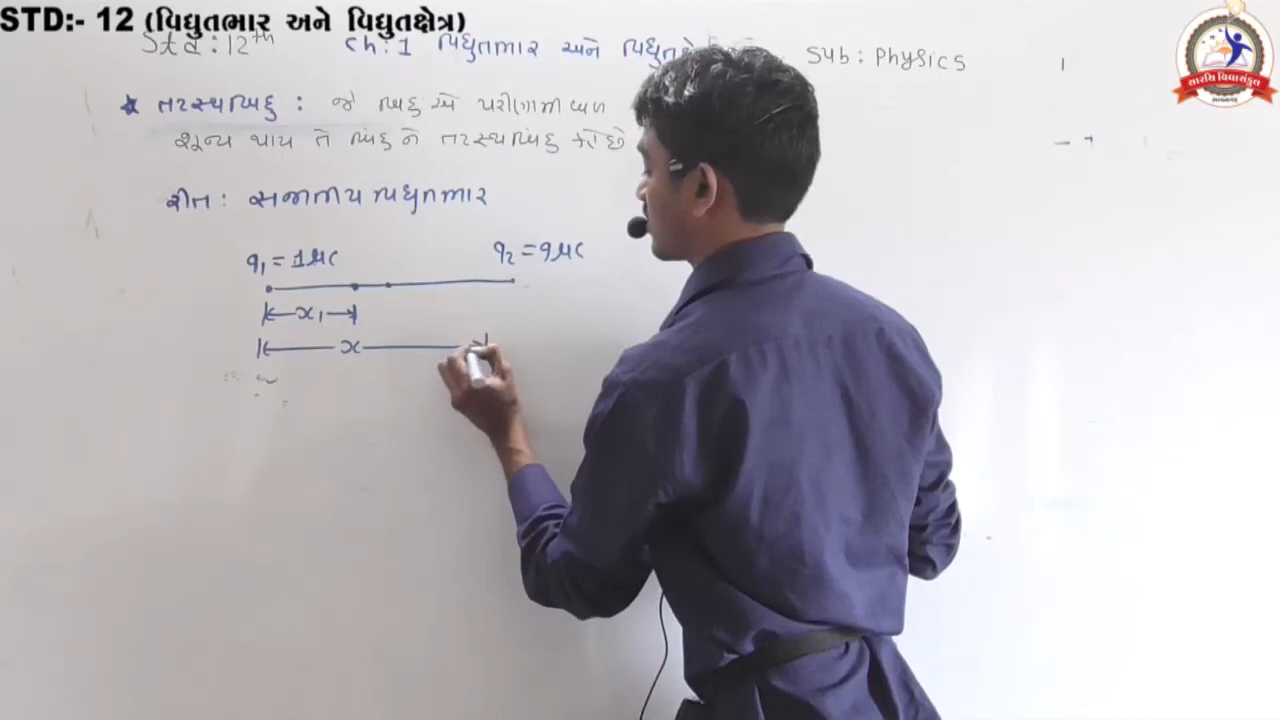 STD:- 12 (વિદ્યુતભાર અને વિદ્યુતક્ષેત્ર)
Std : 12th ch : 1 વિદ્યુતભાર અને Sub : Physics
* તટસ્થબિંદુ : જે બિંદુ એ પરિણામી બળ
શૂન્ય થાય તે બિંદુ ને તટસ્થબિંદુ કહે છે
રીત : સજાતીય વિદ્યુતભાર
q₁ = 1μC q₂ = 9μC
x₁
x
સારથિ વિદ્યાસંકુલ